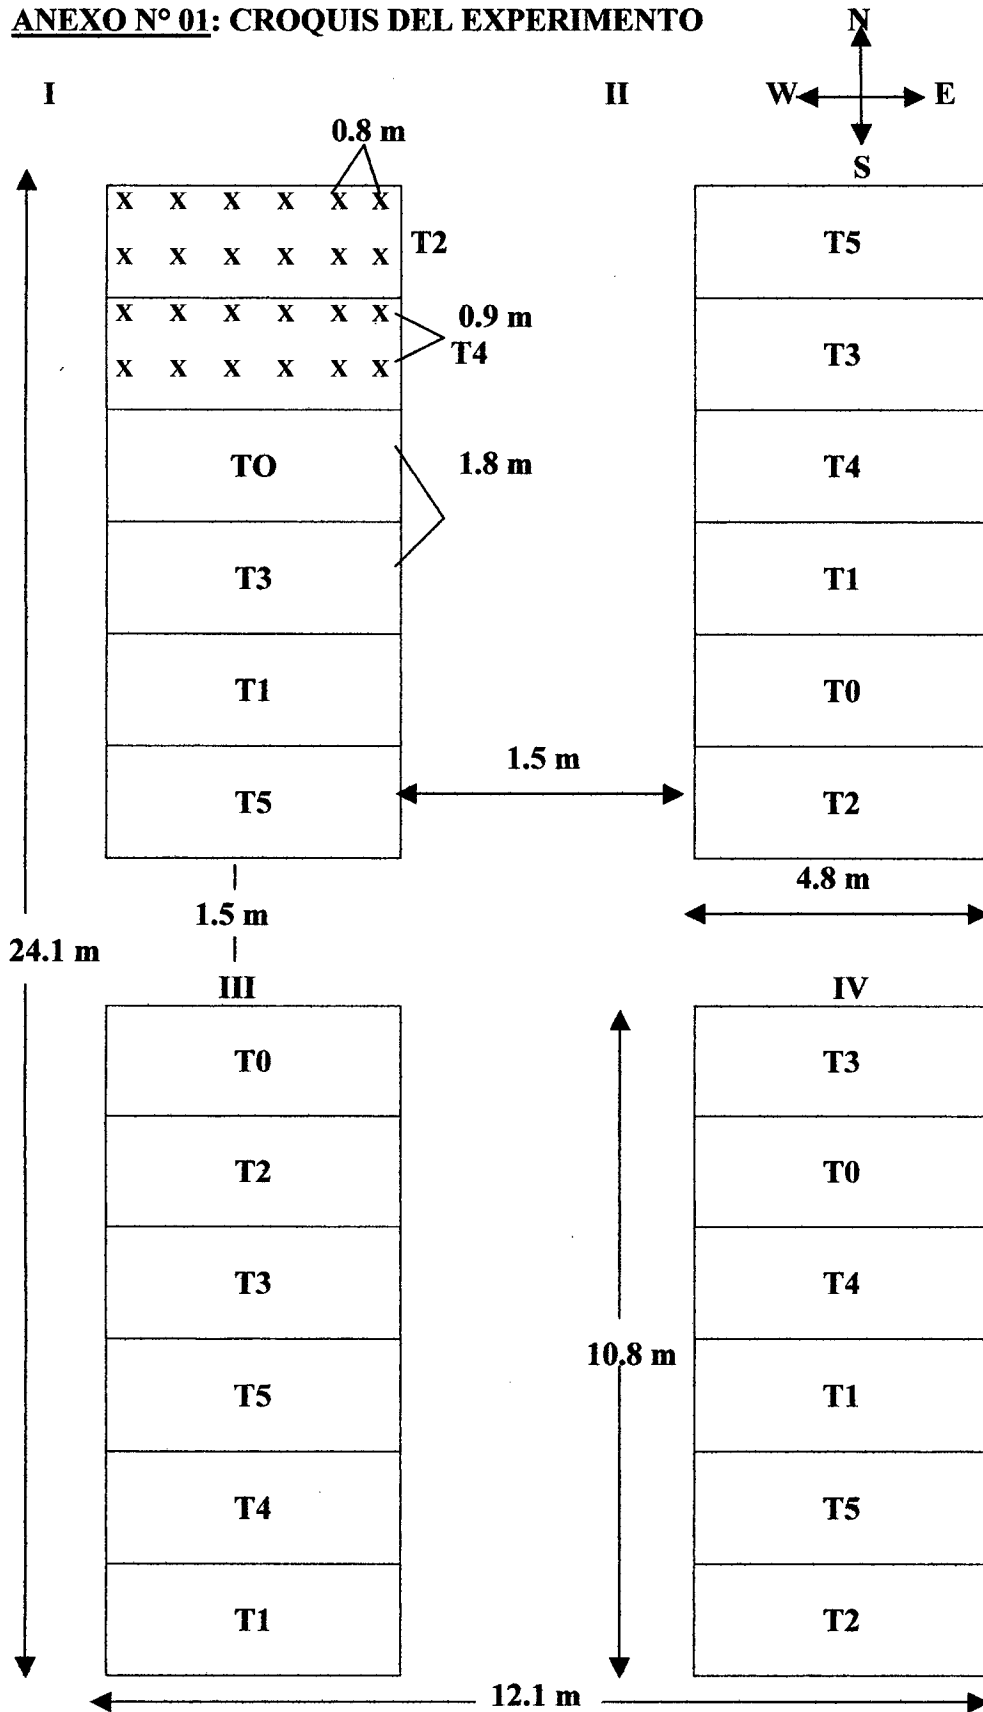 ANEXO N° 01: CROQUIS DEL EXPERIMENTO
N
I
II
W E
S
0.8 m
X X X X X X
X X X X X X
T2
X X X X X X
X X X X X X
0.9 m
T4
TO
1.8 m
T3
T1
T5
T5
T3
T4
T1
T0
T2
1.5 m
4.8 m
1.5 m
24.1 m
III
T0
T2
T3
T5
T4
T1
IV
T3
T0
T4
T1
T5
T2
10.8 m
12.1 m